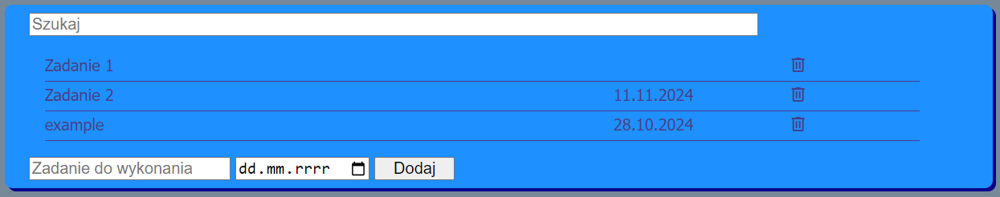 Szukaj
Zadanie 1
Zadanie 2 11.11.2024
example 28.10.2024
Zadanie do wykonania dd.mm.rrrr Dodaj